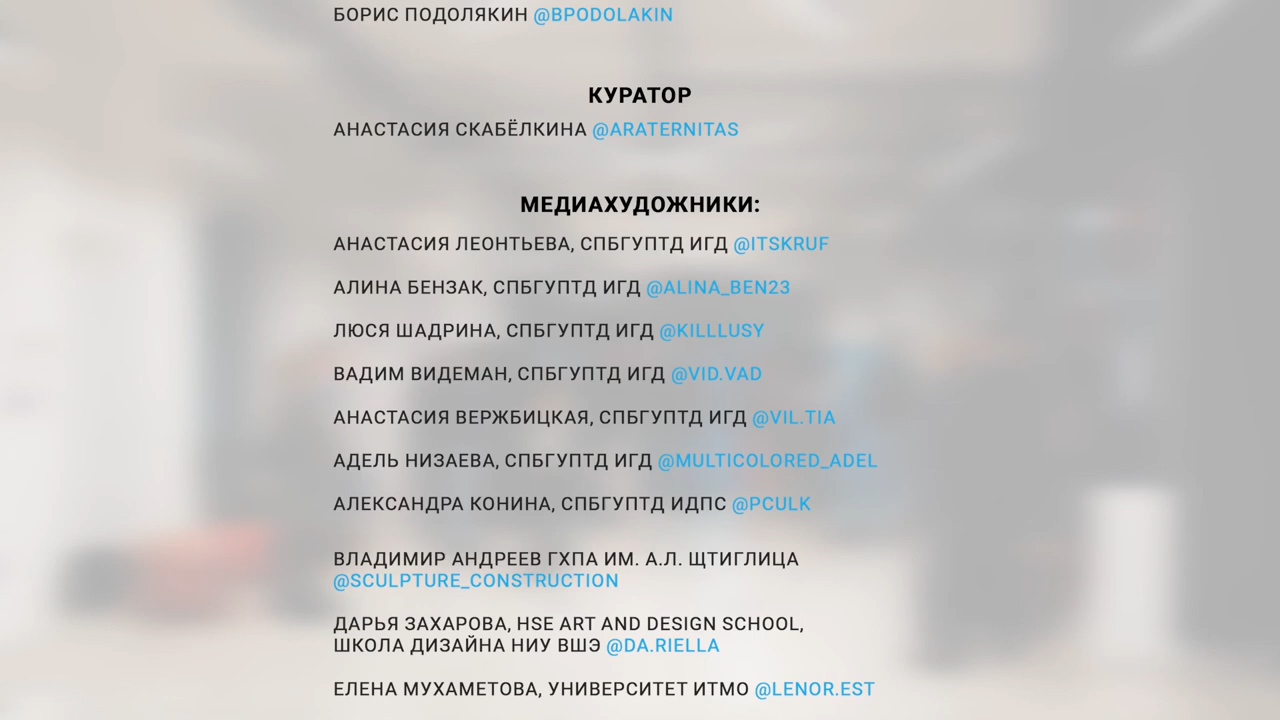 БОРИС ПОДОЛЯКИН @BPODOLAKIN
КУРАТОР
АНАСТАСИЯ СКАБЁЛКИНА @ARATERNITAS
МЕДИАХУДОЖНИКИ:
АНАСТАСИЯ ЛЕОНТЬЕВА, СПБГУПТД ИГД @ITSKRUF
АЛИНА БЕНЗАК, СПБГУПТД ИГД @ALINA_BEN23
ЛЮСЯ ШАДРИНА, СПБГУПТД ИГД @KILLLUSY
ВАДИМ ВИДЕМАН, СПБГУПТД ИГД @VID.VAD
АНАСТАСИЯ ВЕРЖБИЦКАЯ, СПБГУПТД ИГД @VIL.TIA
АДЕЛЬ НИЗАЕВА, СПБГУПТД ИГД @MULTICOLORED_ADEL
АЛЕКСАНДРА КОНИНА, СПБГУПТД ИДПС @PCULK
ВЛАДИМИР АНДРЕЕВ ГХПА ИМ. А.Л. ЩТИГЛИЦА
@SCULPTURE_CONSTRUCTION
ДАРЬЯ ЗАХАРОВА, HSE ART AND DESIGN SCHOOL,
ШКОЛА ДИЗАЙНА НИУ ВШЭ @DA.RIELLA
ЕЛЕНА МУХАМЕТОВА, УНИВЕРСИТЕТ ИТМО @LENOR.EST